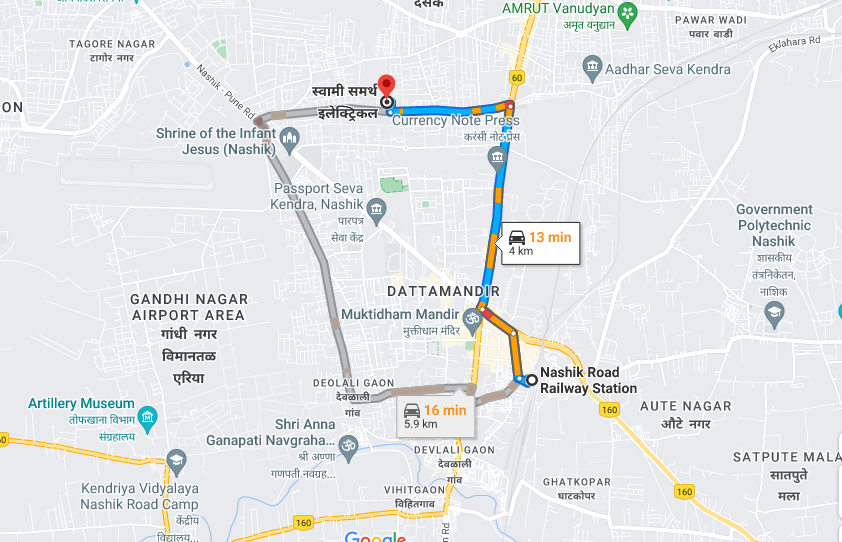 दसक
AMRUT Vanudyan
अमृत वनुद्यान
PAWAR WADI
पवार वाडी
TAGORE NAGAR
टागोर नगर
Eklahara Rd
Nashik - Pune Rd
60
Aadhar Seva Kendra
ON
स्वामी समर्थ
इलेक्ट्रिकल
Currency Note Press
करंसी नोट प्रेस
Shrine of the Infant
Jesus (Nashik)
Passport Seva
Kendra, Nashik
पारपत्र
सेवा केंद्र
Government
Polytechnic
Nashik
शासकीय
तंत्रनिकेतन,
नाशिक
13 min
4 km
DATTAMANDIR
GANDHI NAGAR
AIRPORT AREA
गांधी नगर
विमानतळ
एरिया
Muktidham Mandir
मुक्तीधाम मंदिर
Nashik Road
Railway Station
DEOLALI GAON
देवळाली
गांव
16 min
5.9 km
Artillery Museum
तोफखाना विभाग
संग्रहालय
AUTE NAGAR
औटे नगर
160
Shri Anna
Ganapati Navgraha...
श्री अण्णा
गणपती नवग्रह...
DEVLALI GAON
देवळाली
गांव
SATPUTE MALA
सातपुते
मला
Kendriya Vidyalaya
Nashik Road Camp
केंद्रीय
विद्यालय...
VIHITGAON
विहितगाव
GHATKOPAR
घाटकोपर
160
160
n Rd
Google